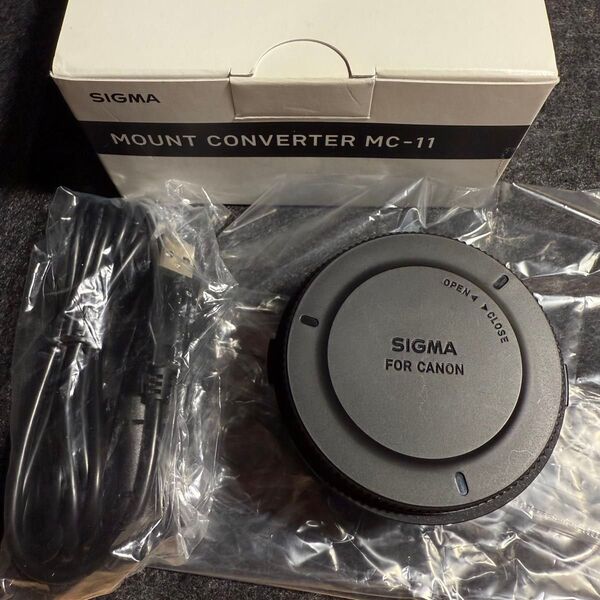 SIGMA
MOUNT CONVERTER MC-11
OPEN ◄ ► CLOSE
SIGMA
FOR CANON